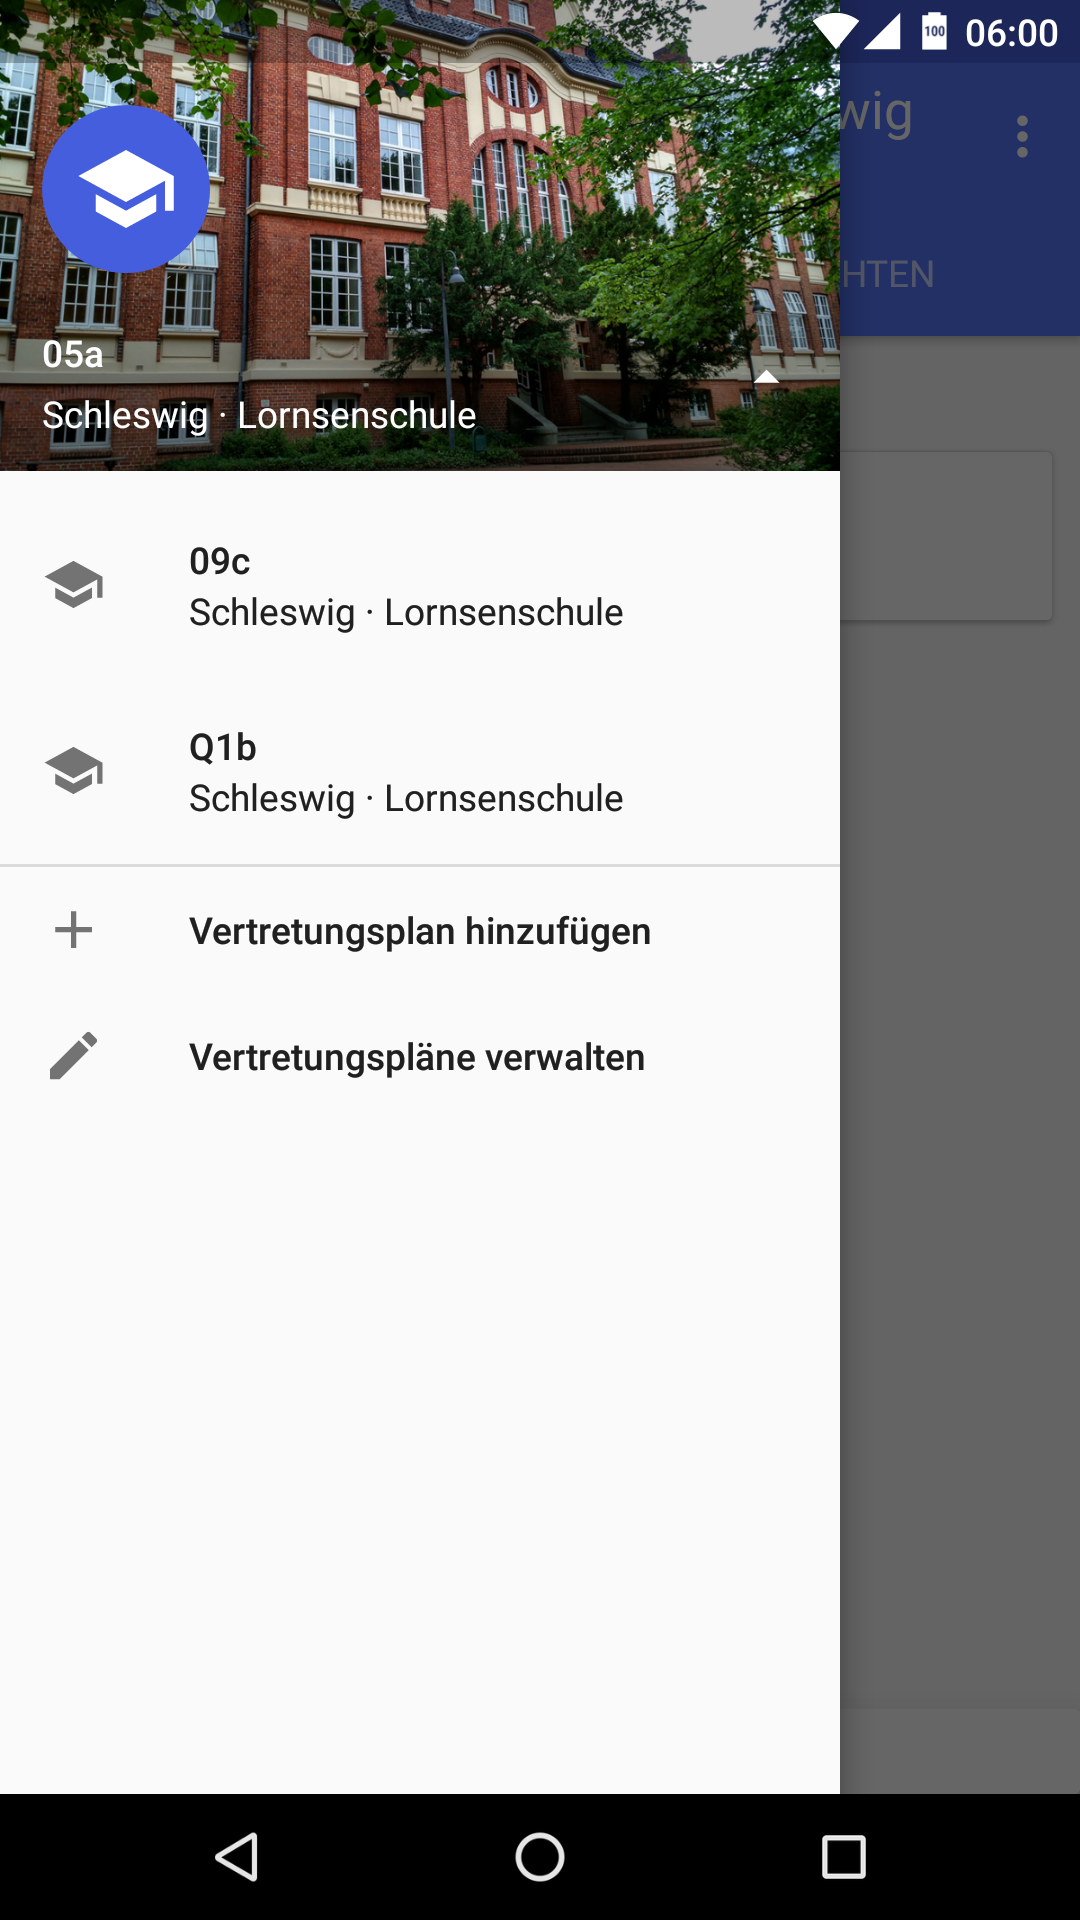 100 06:00
wig
HTEN
05a
Schleswig · Lornsenschule
09c
Schleswig · Lornsenschule
Q1b
Schleswig · Lornsenschule
Vertretungsplan hinzufügen
Vertretungspläne verwalten